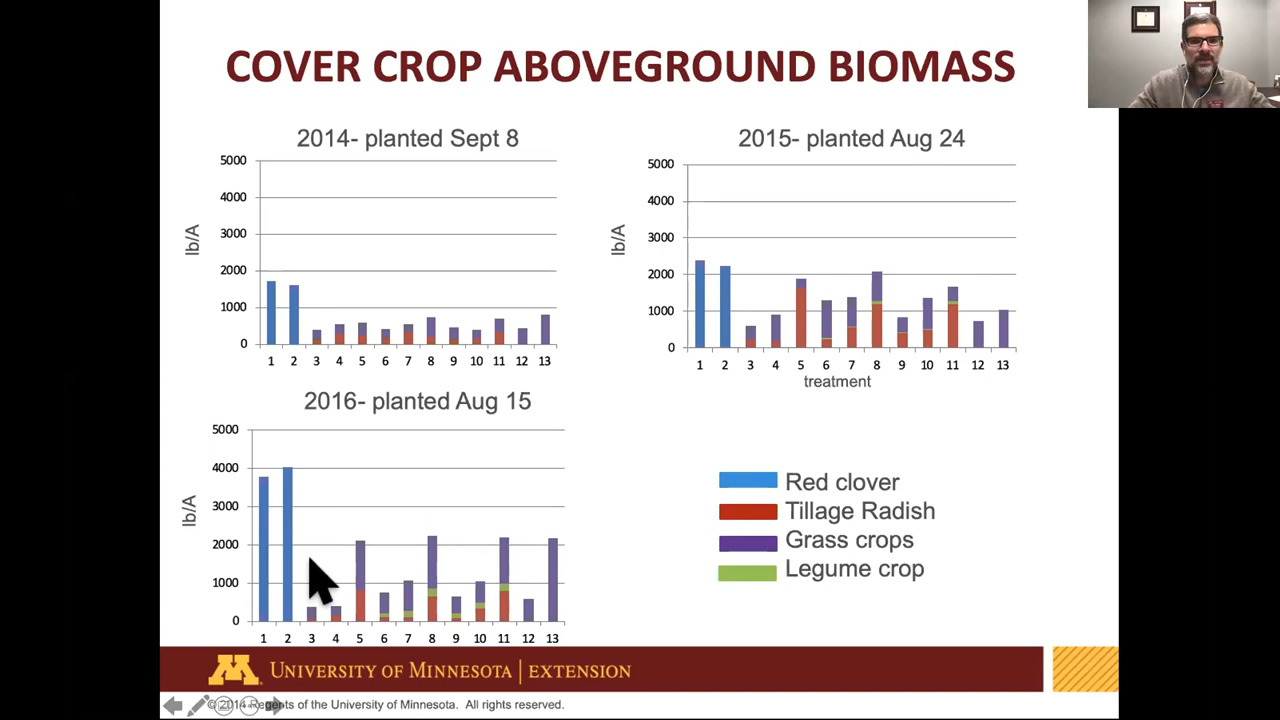 COVER CROP ABOVEGROUND BIOMASS
2014- planted Sept 8
5000
4000
3000
2000
1000
0
lb/A
1 2 3 4 5 6 7 8 9 10 11 12 13
2015- planted Aug 24
5000
4000
3000
2000
1000
0
lb/A
1 2 3 4 5 6 7 8 9 10 11 12 13
treatment
2016- planted Aug 15
5000
4000
3000
2000
1000
0
lb/A
1 2 3 4 5 6 7 8 9 10 11 12 13
Red clover
Tillage Radish
Grass crops
Legume crop
M UNIVERSITY OF MINNESOTA | EXTENSION
© 2014 Regents of the University of Minnesota. All rights reserved.